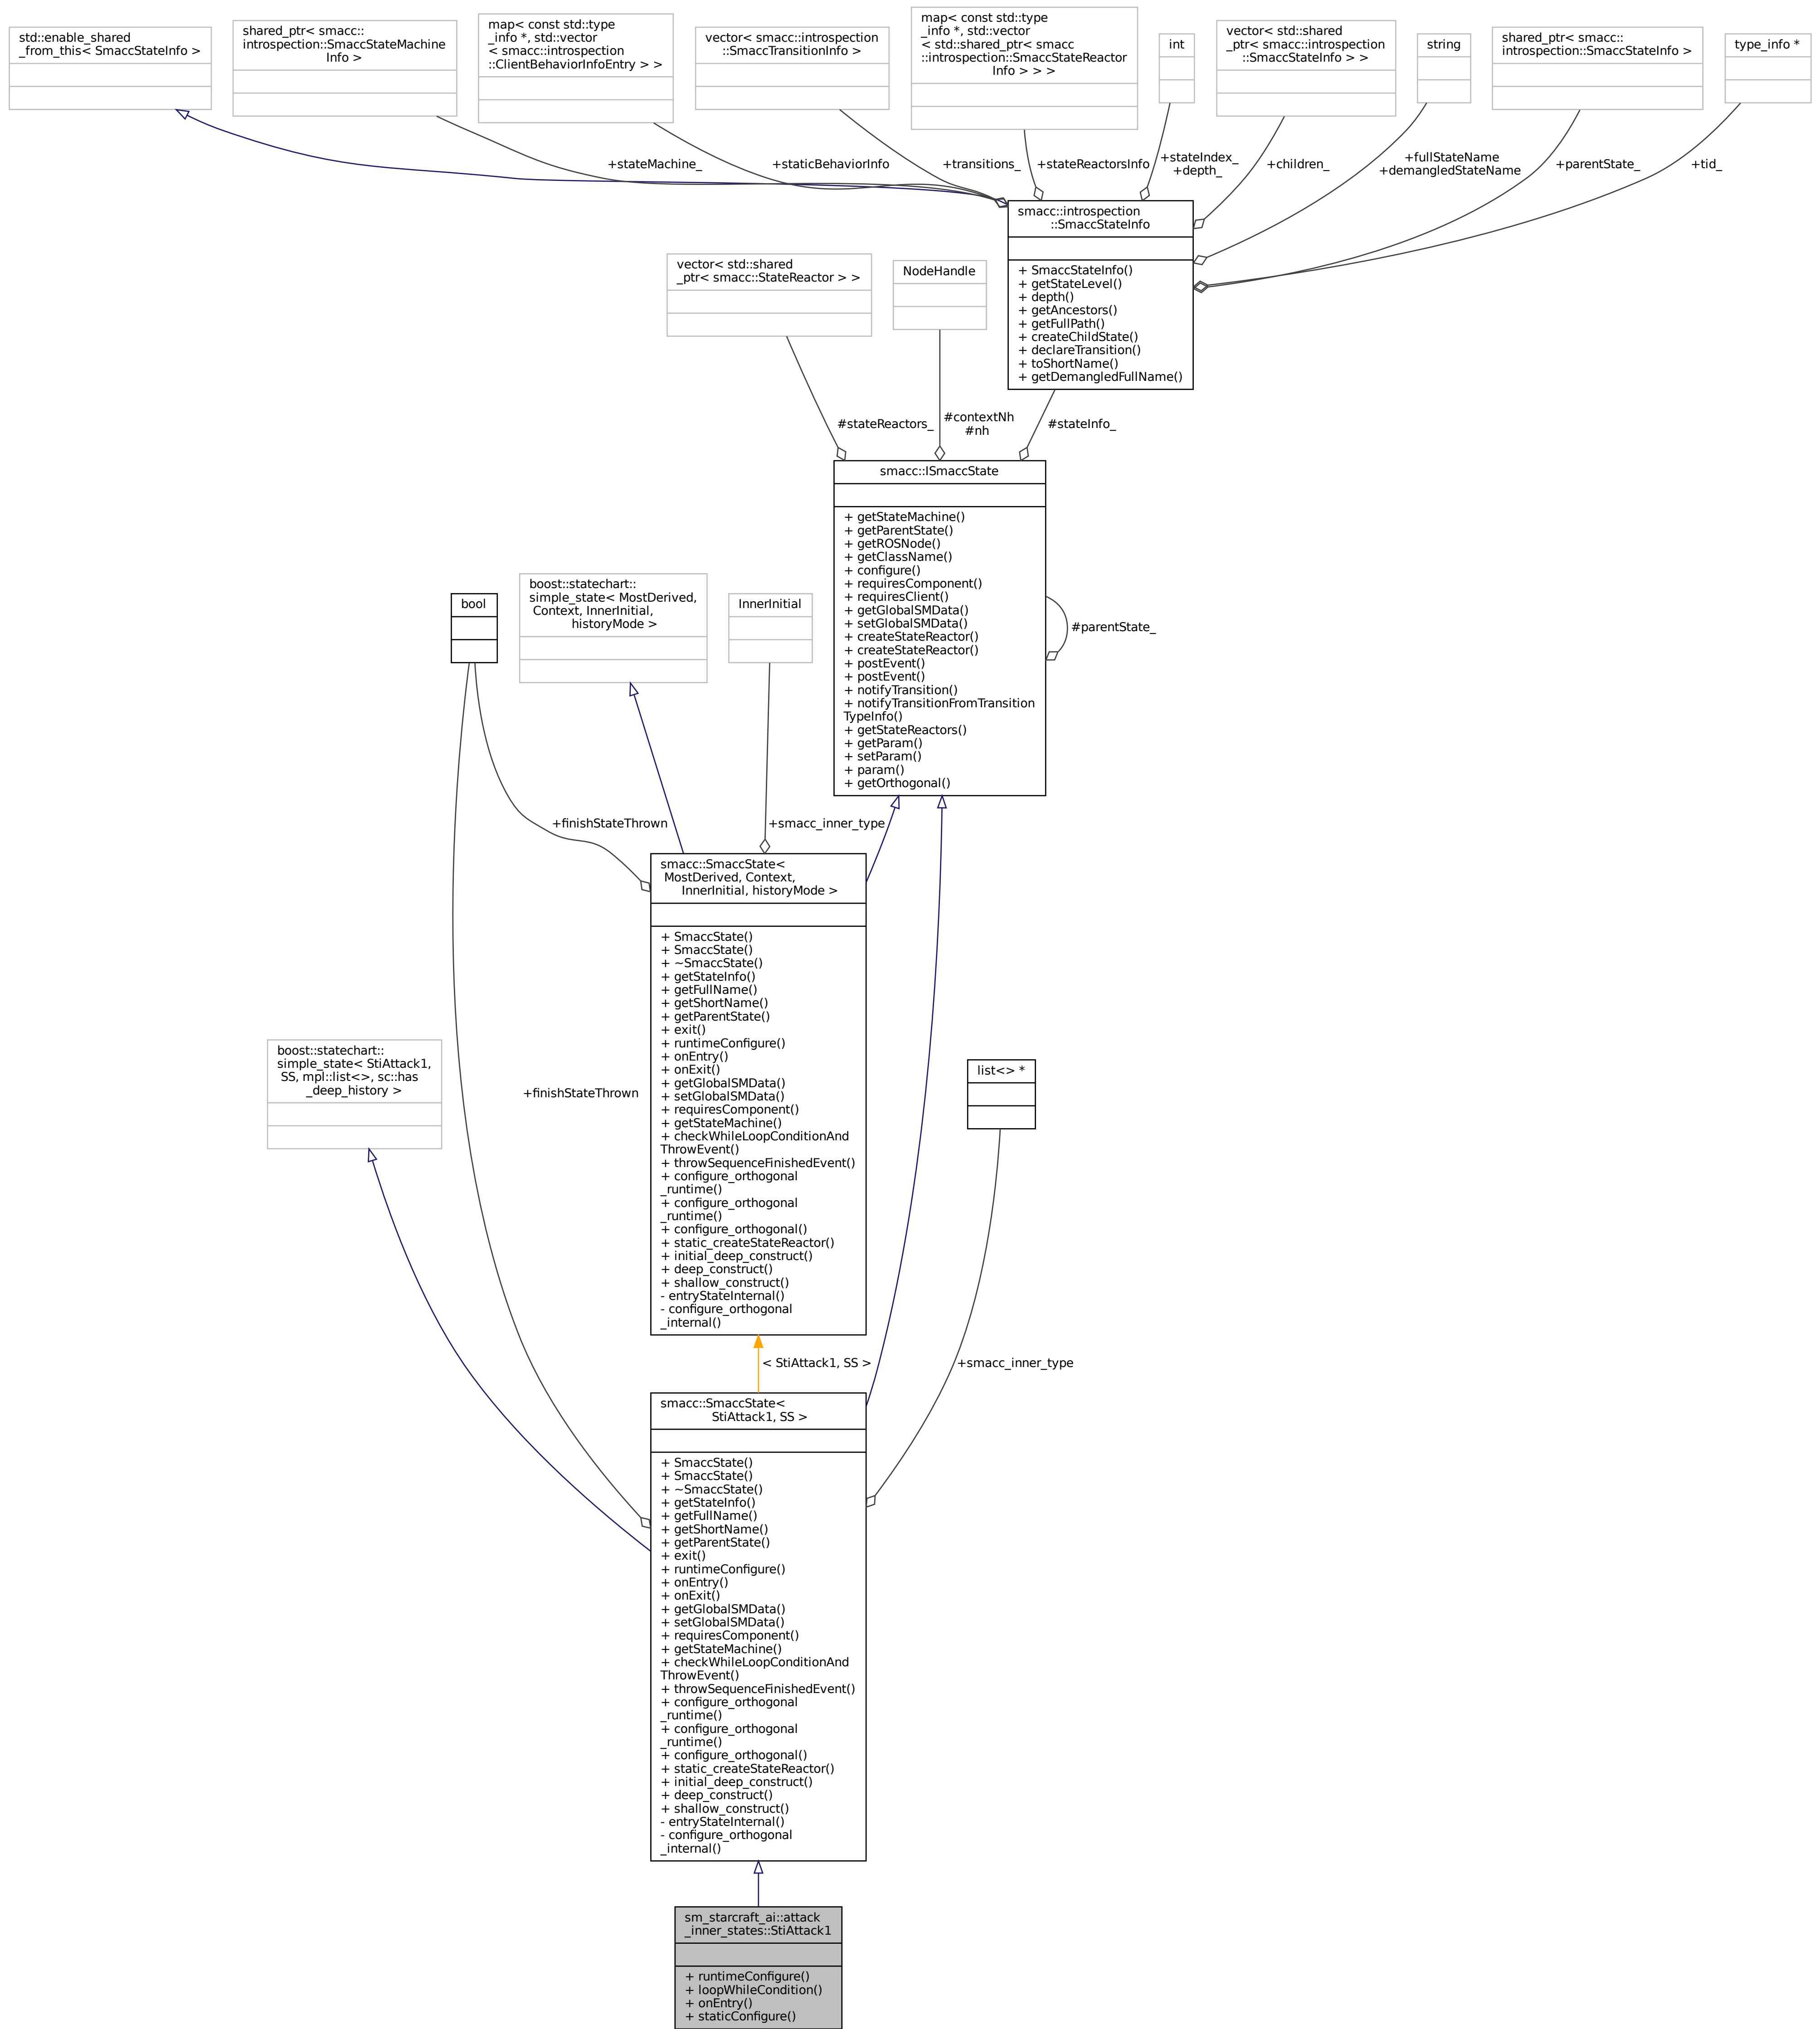 std::enable_shared
_from_this< SmaccStateInfo >
shared_ptr< smacc::
introspection::SmaccStateMachine
Info >
map< const std::type
_info *, std::vector
< smacc::introspection
::ClientBehaviorInfoEntry > >
vector< smacc::introspection
::SmaccTransitionInfo >
map< const std::type
_info *, std::vector
< std::shared_ptr< smacc
::introspection::SmaccStateReactor
Info > > >
int
vector< std::shared
_ptr< smacc::introspection
::SmaccStateInfo > >
string
shared_ptr< smacc::
introspection::SmaccStateInfo >
type_info *
+stateMachine_
+staticBehaviorInfo
+transitions_
+stateReactorsInfo
+stateIndex_
+depth_
+children_
+fullStateName
+demangledStateName
+parentState_
+tid_
smacc::introspection
::SmaccStateInfo
+ SmaccStateInfo()
+ getStateLevel()
+ depth()
+ getAncestors()
+ getFullPath()
+ createChildState()
+ declareTransition()
+ toShortName()
+ getDemangledFullName()
vector< std::shared
_ptr< smacc::StateReactor > >
NodeHandle
#stateReactors_
#contextNh
#nh
#stateInfo_
smacc::ISmaccState
+ getStateMachine()
+ getParentState()
+ getROSNode()
+ getClassName()
+ configure()
+ requiresComponent()
+ requiresClient()
+ getGlobalSMData()
+ setGlobalSMData()
+ createStateReactor()
+ createStateReactor()
+ postEvent()
+ postEvent()
+ notifyTransition()
+ notifyTransitionFromTransition
TypeInfo()
+ getStateReactors()
+ getParam()
+ setParam()
+ param()
+ getOrthogonal()
#parentState_
bool
boost::statechart::
simple_state< MostDerived,
Context, InnerInitial,
historyMode >
InnerInitial
+finishStateThrown
+smacc_inner_type
smacc::SmaccState<
MostDerived, Context,
InnerInitial, historyMode >
+ SmaccState()
+ SmaccState()
+ ~SmaccState()
+ getStateInfo()
+ getFullName()
+ getShortName()
+ getParentState()
+ exit()
+ runtimeConfigure()
+ onEntry()
+ onExit()
+ getGlobalSMData()
+ setGlobalSMData()
+ requiresComponent()
+ getStateMachine()
+ checkWhileLoopConditionAnd
ThrowEvent()
+ throwSequenceFinishedEvent()
+ configure_orthogonal
_runtime()
+ configure_orthogonal
_runtime()
+ configure_orthogonal()
+ static_createStateReactor()
+ initial_deep_construct()
+ deep_construct()
+ shallow_construct()
- entryStateInternal()
- configure_orthogonal
_internal()
boost::statechart::
simple_state< StiAttack1,
SS, mpl::list<>, sc::has
_deep_history >
+finishStateThrown
list<> *
< StiAttack1, SS >
+smacc_inner_type
smacc::SmaccState<
StiAttack1, SS >
+ SmaccState()
+ SmaccState()
+ ~SmaccState()
+ getStateInfo()
+ getFullName()
+ getShortName()
+ getParentState()
+ exit()
+ runtimeConfigure()
+ onEntry()
+ onExit()
+ getGlobalSMData()
+ setGlobalSMData()
+ requiresComponent()
+ getStateMachine()
+ checkWhileLoopConditionAnd
ThrowEvent()
+ throwSequenceFinishedEvent()
+ configure_orthogonal
_runtime()
+ configure_orthogonal
_runtime()
+ configure_orthogonal()
+ static_createStateReactor()
+ initial_deep_construct()
+ deep_construct()
+ shallow_construct()
- entryStateInternal()
- configure_orthogonal
_internal()
sm_starcraft_ai::attack
_inner_states::StiAttack1
+ runtimeConfigure()
+ loopWhileCondition()
+ onEntry()
+ staticConfigure()